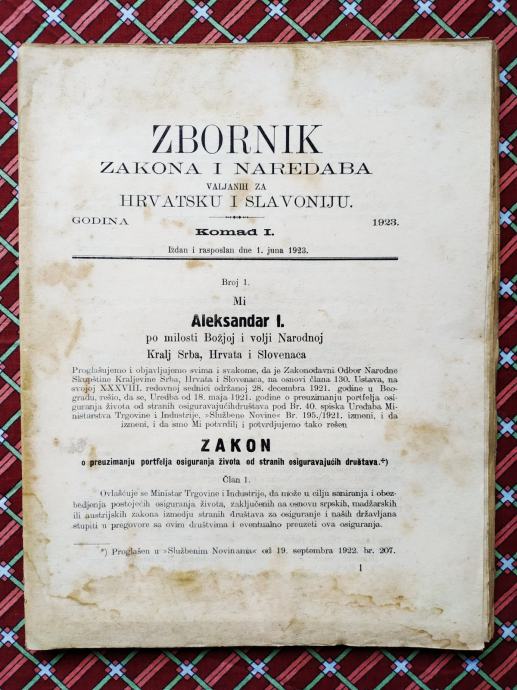 ZBORNIK
ZAKONA I NAREDABA
VALJANIH ZA
HRVATSKU I SLAVONIJU.
GODINA 1923.
Komad I.
Izdan i rasposlan dne 1. juna 1923.
Broj 1.
Mi
Aleksandar I.
po milosti Božjoj i volji Narodnoj
Kralj Srba, Hrvata i Slovenaca
Proglašujemo i objavljujemo svima i svakome, da je Zakonodavni Odbor Narodne
Skupštine Kraljevine Srba, Hrvata i Slovenaca, na osnovi člana 130. Ustava, na
svojoj XXXVIII. redovnoj sednici održanoj 28. decembra 1921. godine u Beo-
gradu, rešio, da se, Uredba od 18. maja 1921. godine o preuzimanju portfelja osi-
guranja života od stranih osiguravajućihdruštava pod Br. 40. spiska Uredaba Mi-
nistarstva Trgovine i Industrije, »Službene Novine« Br. 195./1921. izmeni, i da
izmeni, i da smo Mi potvrdili i potvrdjujemo tako rešen
ZAKON
o preuzimanju portfelja osiguranja života od stranih osiguravajućih društava.*)
Član 1.
Ovlašćuje se Ministar Trgovine i Industrije, da može u cilju saniranja i obez-
bedjenja postojećih osiguranja života, zaključenih na osnovu srpskih, madžarskih
ili austrijskih zakona izmedju stranih društava za osiguranje i naših državljana
stupiti u pregovore sa ovim društvima i eventualno preuzeti ova osiguranja.
*) Proglašen u »Službenim Novinama« od 19. septembra 1922. br. 207.
1